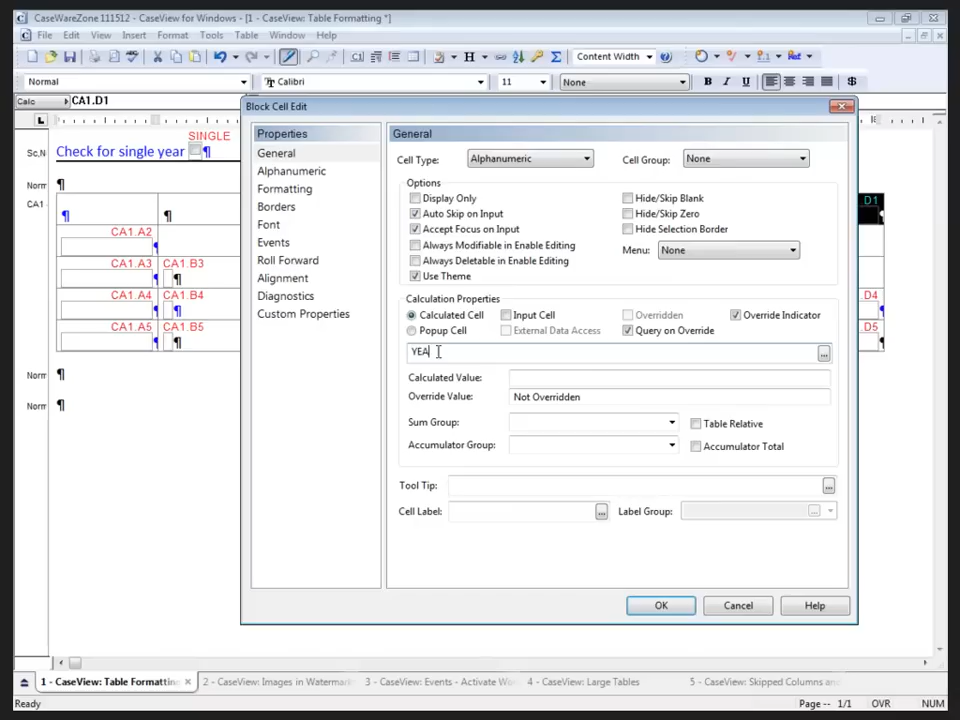 CaseWareZone 111512 - CaseView for Windows - [1 - CaseView: Table Formatting *]
File Edit View Insert Format Tools Table Window Help
Content Width
Normal Calibri 11 None B I U $
Calc CA1.D1
Block Cell Edit
Properties
General
Alphanumeric
Formatting
Borders
Font
Events
Roll Forward
Alignment
Diagnostics
Custom Properties
General
Cell Type: Alphanumeric Cell Group: None
Options
Display Only Hide/Skip Blank
Auto Skip on Input Hide/Skip Zero
Accept Focus on Input Hide Selection Border
Always Modifiable in Enable Editing Menu: None
Always Deletable in Enable Editing
Use Theme
Calculation Properties
Calculated Cell Input Cell Overridden Override Indicator
Popup Cell External Data Access Query on Override
YEA
Calculated Value:
Override Value: Not Overridden
Sum Group: Table Relative
Accumulator Group: Accumulator Total
Tool Tip:
Cell Label: Label Group:
OK Cancel Help
SINGLE
Sc,N Check for single year
Norm
CA1 D1
CA1.A2
CA1.A3 CA1.B3
CA1.A4 CA1.B4 D4
CA1.A5 CA1.B5 D5
Norm
Norm
1 - CaseView: Table Formattin 2 - CaseView: Images in Watermark 3 - CaseView: Events - Activate Wo 4 - CaseView: Large Tables 5 - CaseView: Skipped Columns an
Ready Page -- 1/1 OVR NUM